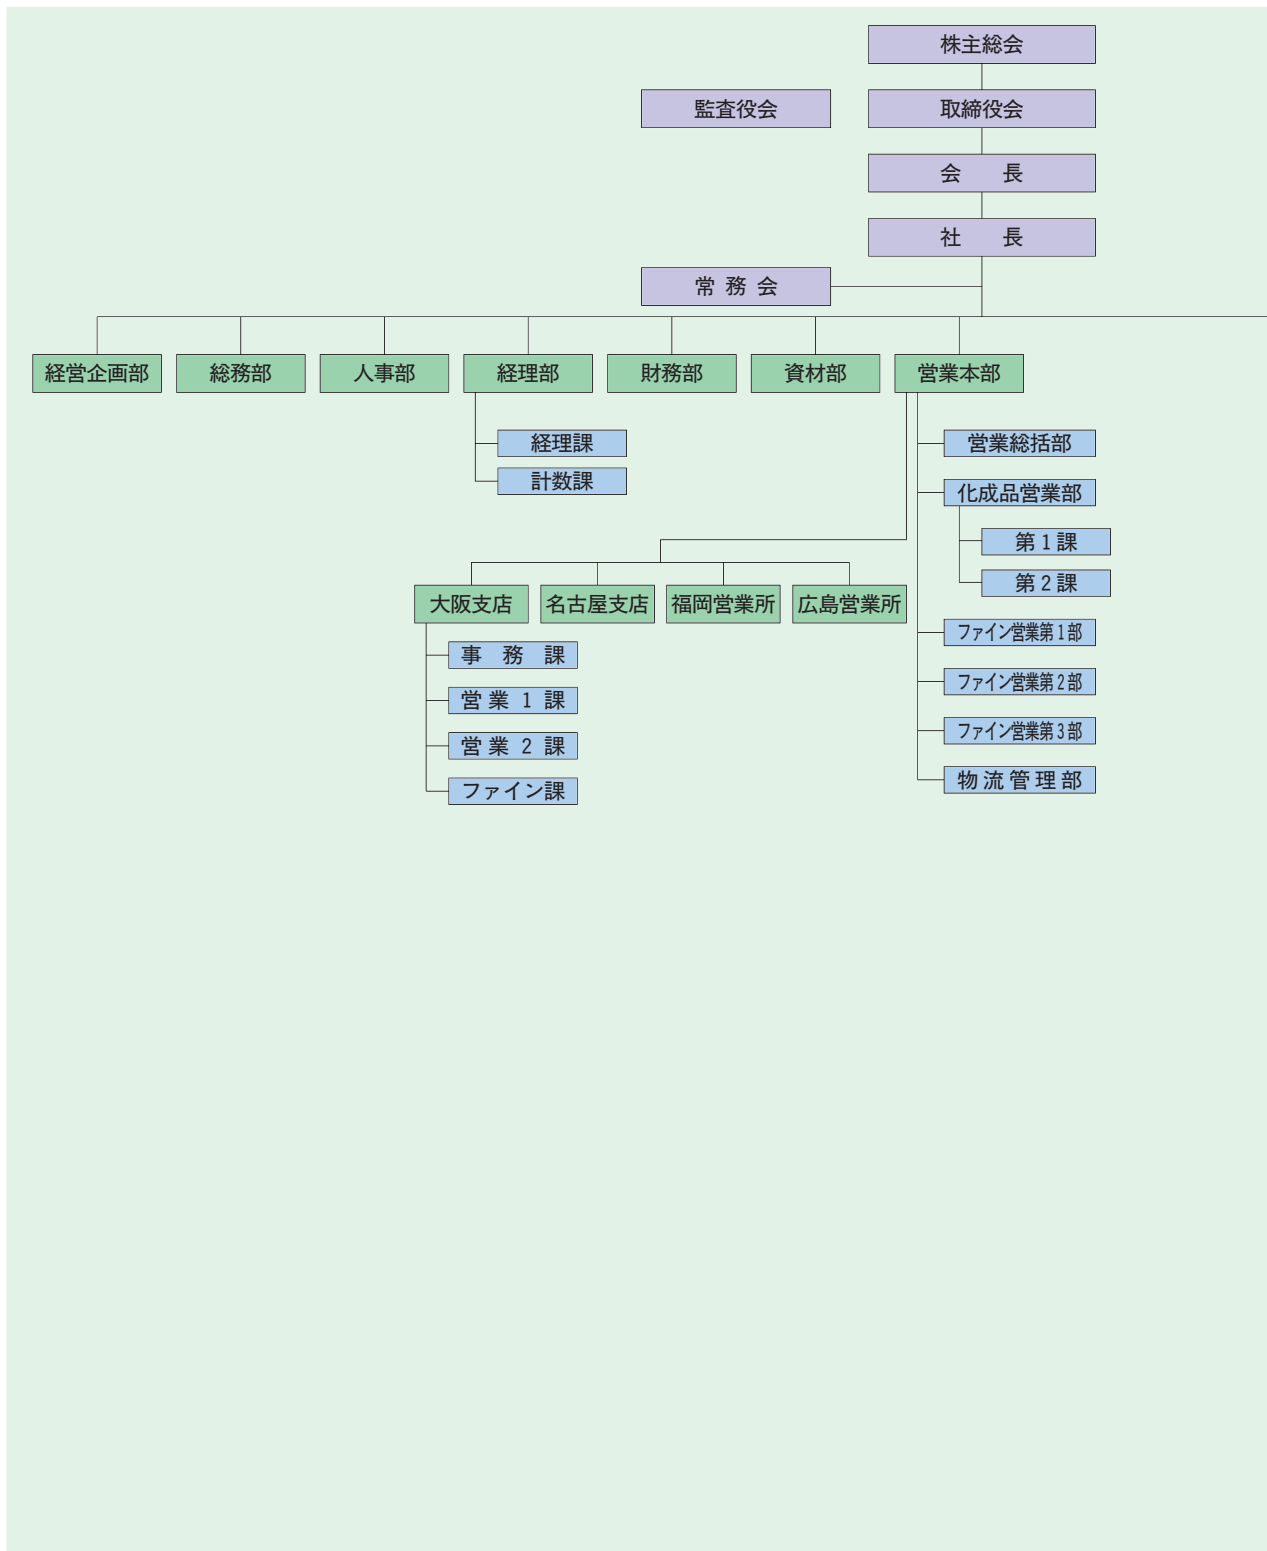 株主総会
監査役会
取締役会
会　長
社　長
常務会
経営企画部
総務部
人事部
経理部
財務部
資材部
営業本部
経理課
計数課
営業総括部
化成品営業部
第1課
第2課
大阪支店
名古屋支店
福岡営業所
広島営業所
事務課
営業1課
営業2課
ファイン課
ファイン営業第1部
ファイン営業第2部
ファイン営業第3部
物流管理部